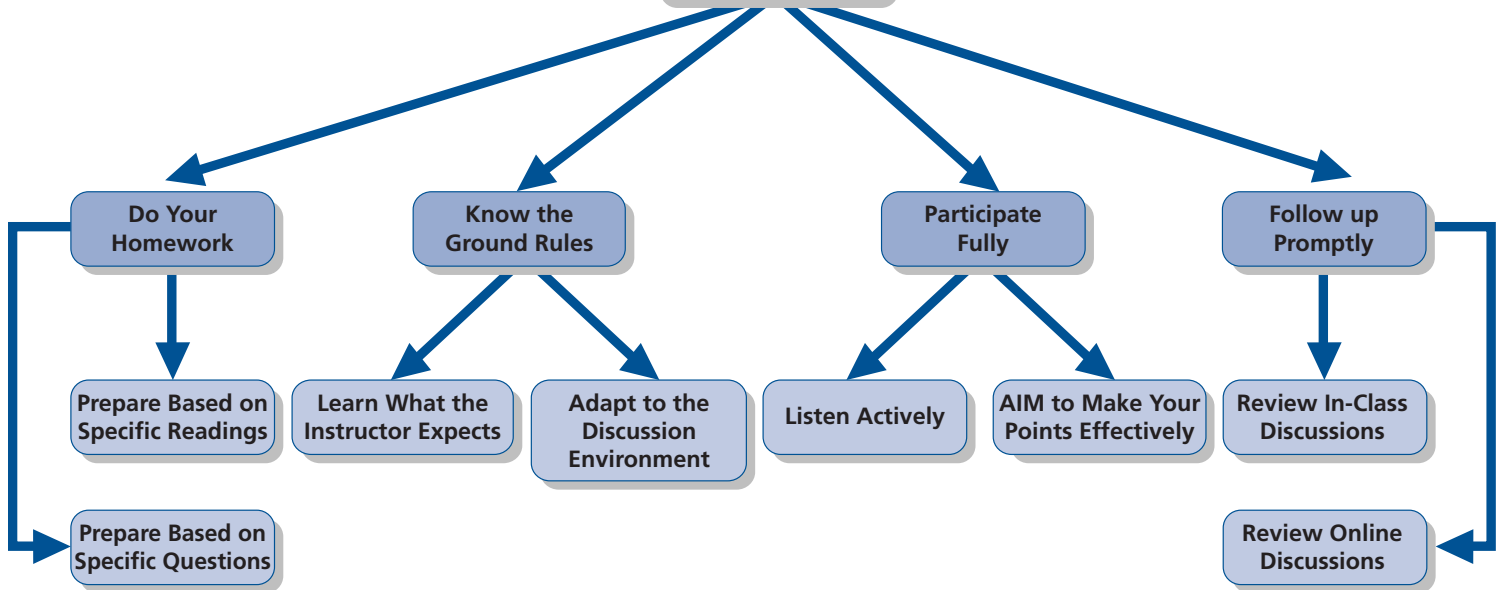 Do Your
Homework
Know the
Ground Rules
Participate
Fully
Follow up
Promptly
Prepare Based on
Specific Readings
Learn What the
Instructor Expects
Adapt to the
Discussion
Environment
Listen Actively
AIM to Make Your
Points Effectively
Review In-Class
Discussions
Prepare Based on
Specific Questions
Review Online
Discussions